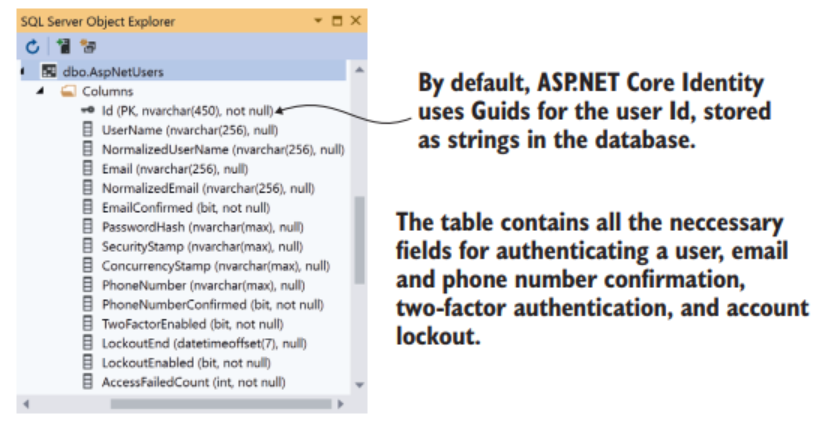 SQL Server Object Explorer
dbo.AspNetUsers
Columns
Id (PK, nvarchar(450), not null)
UserName (nvarchar(256), null)
NormalizedUserName (nvarchar(256), null)
Email (nvarchar(256), null)
NormalizedEmail (nvarchar(256), null)
EmailConfirmed (bit, not null)
PasswordHash (nvarchar(max), null)
SecurityStamp (nvarchar(max), null)
ConcurrencyStamp (nvarchar(max), null)
PhoneNumber (nvarchar(max), null)
PhoneNumberConfirmed (bit, not null)
TwoFactorEnabled (bit, not null)
LockoutEnd (datetimeoffset(7), null)
LockoutEnabled (bit, not null)
AccessFailedCount (int, not null)
By default, ASP.NET Core Identity
uses Guids for the user Id, stored
as strings in the database.
The table contains all the neccessary
fields for authenticating a user, email
and phone number confirmation,
two-factor authentication, and account
lockout.